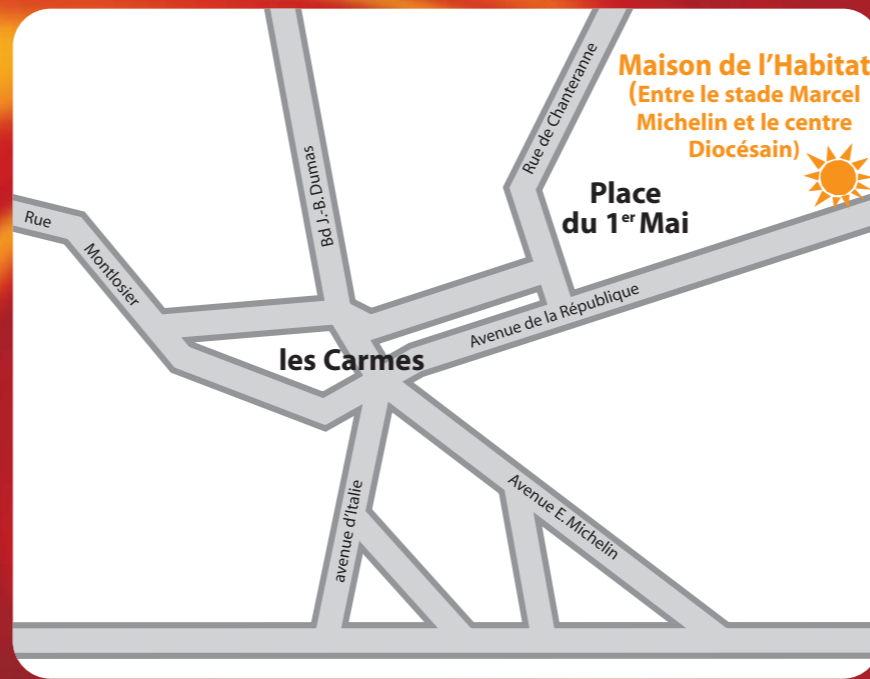 Maison de l'Habitat
(Entre le stade Marcel
Michelin et le centre
Diocésain)
Rue de Chanteranne
Bd J.-B. Dumas
Place
du 1er Mai
Rue
Montlosier
Avenue de la République
les Carmes
avenue d'Italie
Avenue E. Michelin